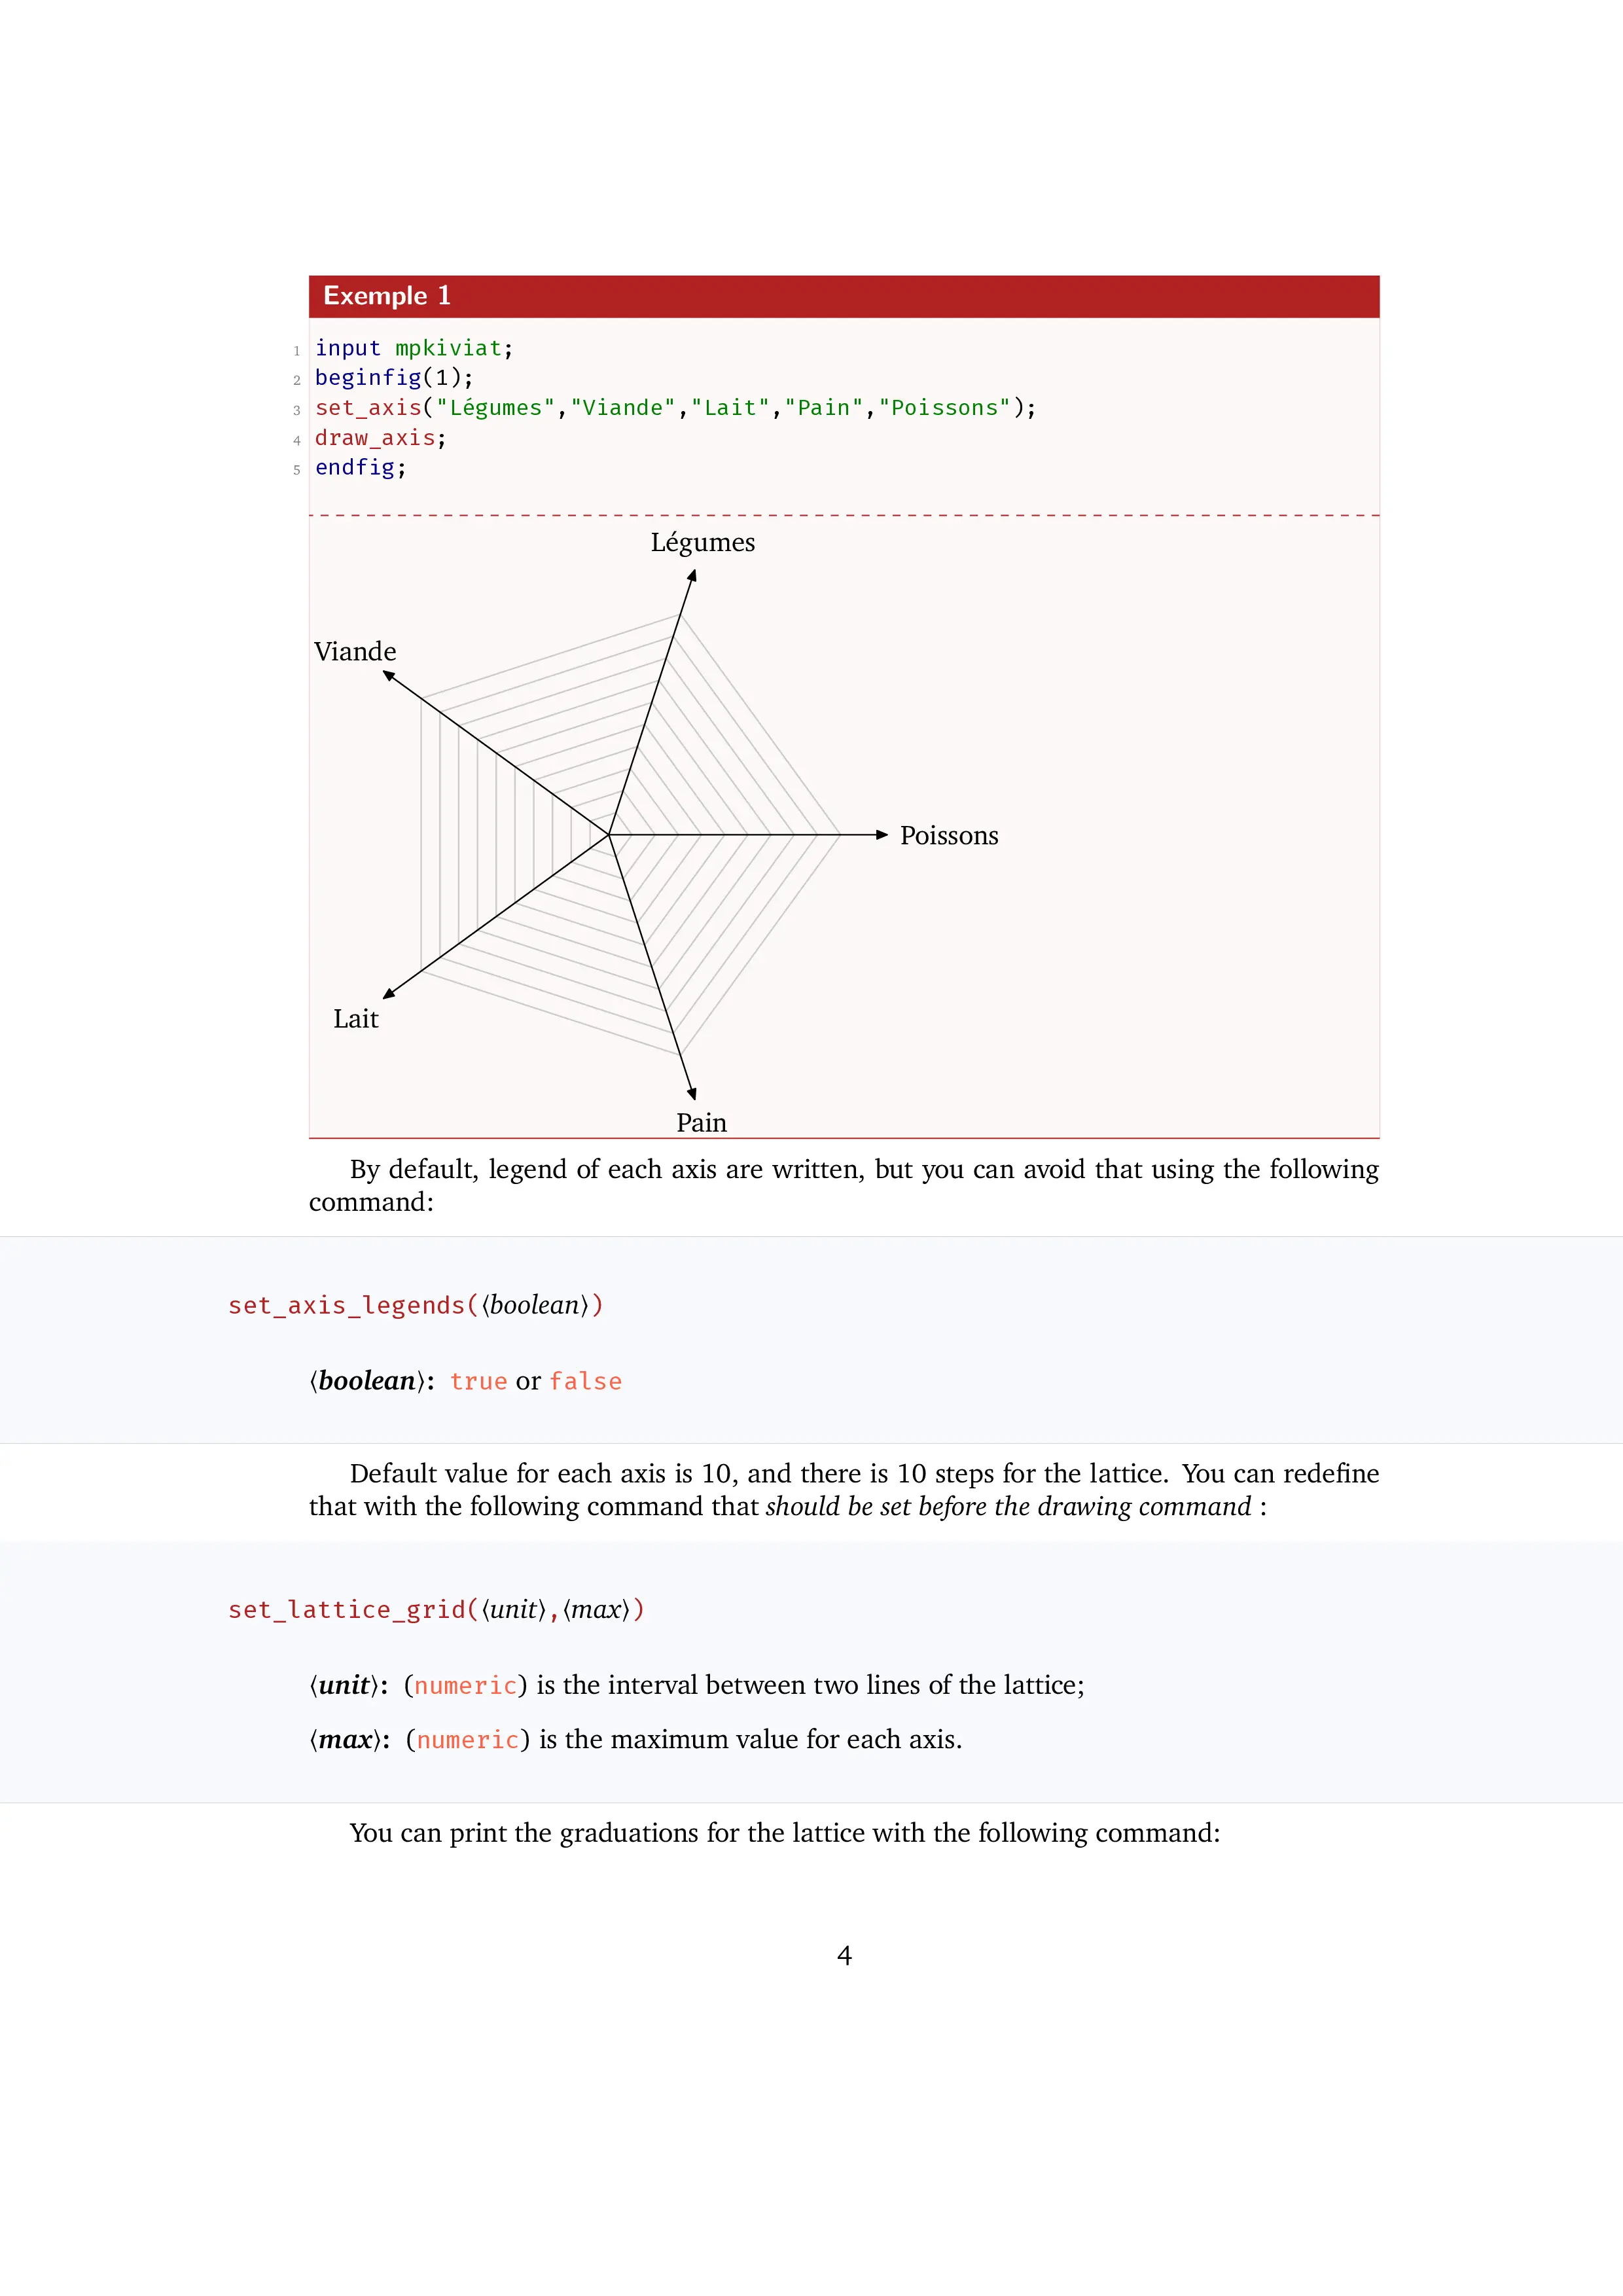 Exemple 1
1 input mpkiviat;
2 beginfig(1);
3 set_axis("Légumes","Viande","Lait","Pain","Poissons");
4 draw_axis;
5 endfig;
Légumes
Viande
Poissons
Lait
Pain
By default, legend of each axis are written, but you can avoid that using the following
command:
set_axis_legends(⟨boolean⟩)
⟨boolean⟩: true or false
Default value for each axis is 10, and there is 10 steps for the lattice. You can redefine
that with the following command that should be set before the drawing command :
set_lattice_grid(⟨unit⟩,⟨max⟩)
⟨unit⟩: (numeric) is the interval between two lines of the lattice;
⟨max⟩: (numeric) is the maximum value for each axis.
You can print the graduations for the lattice with the following command:
4